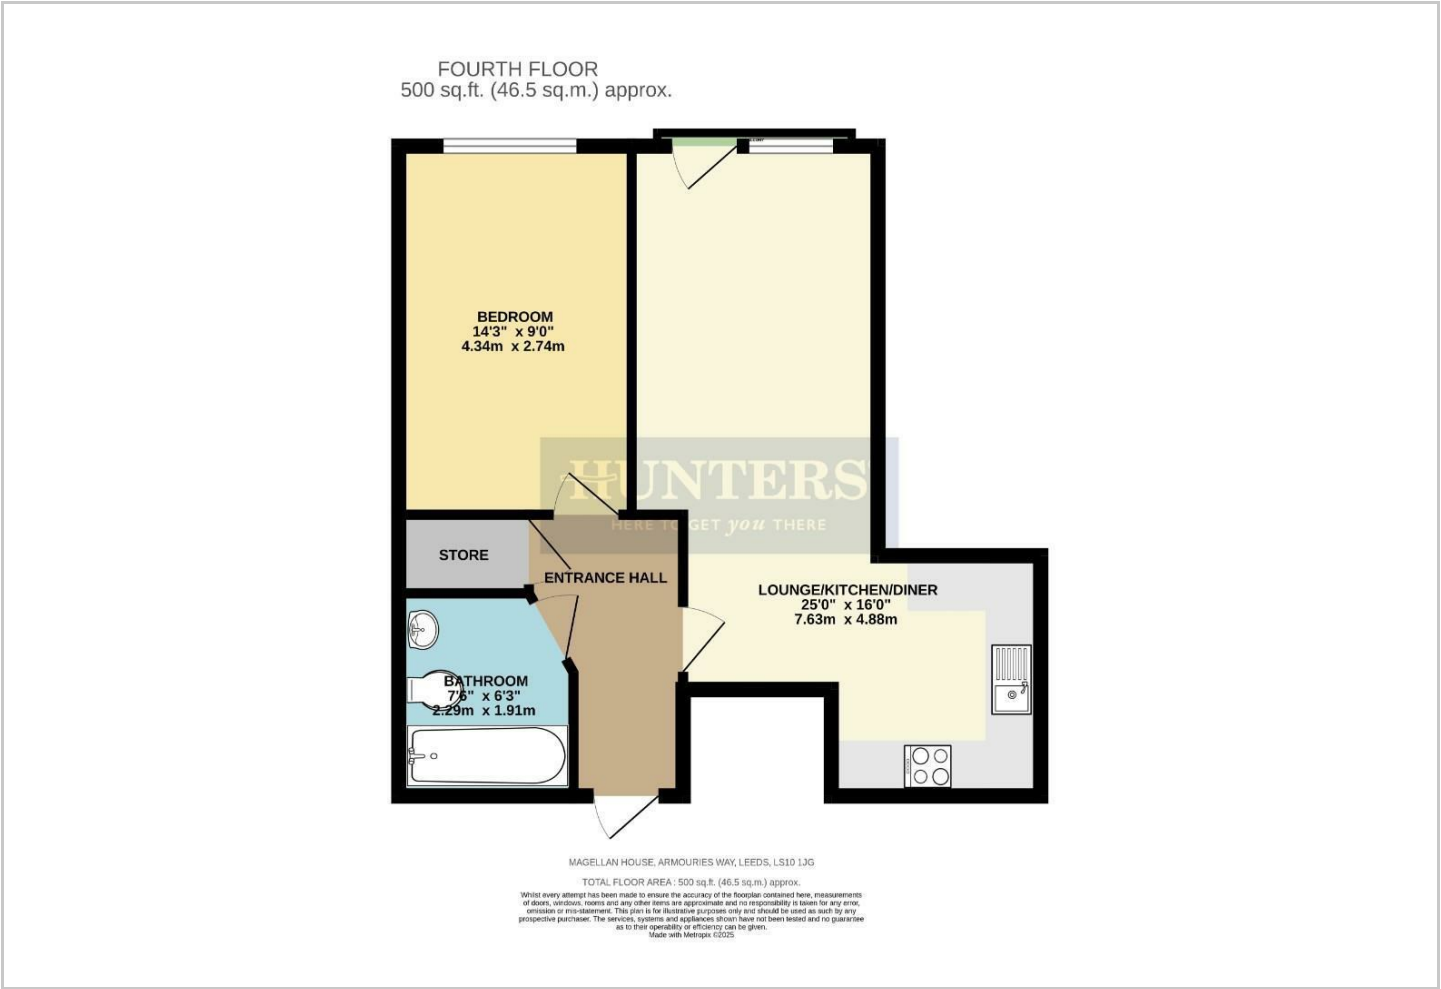 FOURTH FLOOR
500 sq.ft. (46.5 sq.m.) approx.
BEDROOM
14'3" x 9'0"
4.34m x 2.74m
HUNTERS
HERE TO GET you THERE
STORE
ENTRANCE HALL
LOUNGE/KITCHEN/DINER
25'0" x 16'0"
7.63m x 4.88m
BATHROOM
7'6" x 6'3"
2.29m x 1.91m
MAGELLAN HOUSE, ARMOURIES WAY, LEEDS, LS10 1JG
TOTAL FLOOR AREA : 500 sq.ft. (46.5 sq.m.) approx.
Whilst every attempt has been made to ensure the accuracy of the floorplan contained here, measurements
of doors, windows, rooms and any other items are approximate and no responsibility is taken for any error,
omission or mis-statement. This plan is for illustrative purposes only and should be used as such by any
prospective purchaser. The services, systems and appliances shown have not been tested and no guarantee
as to their operability or efficiency can be given.
Made with Metropix ©2025